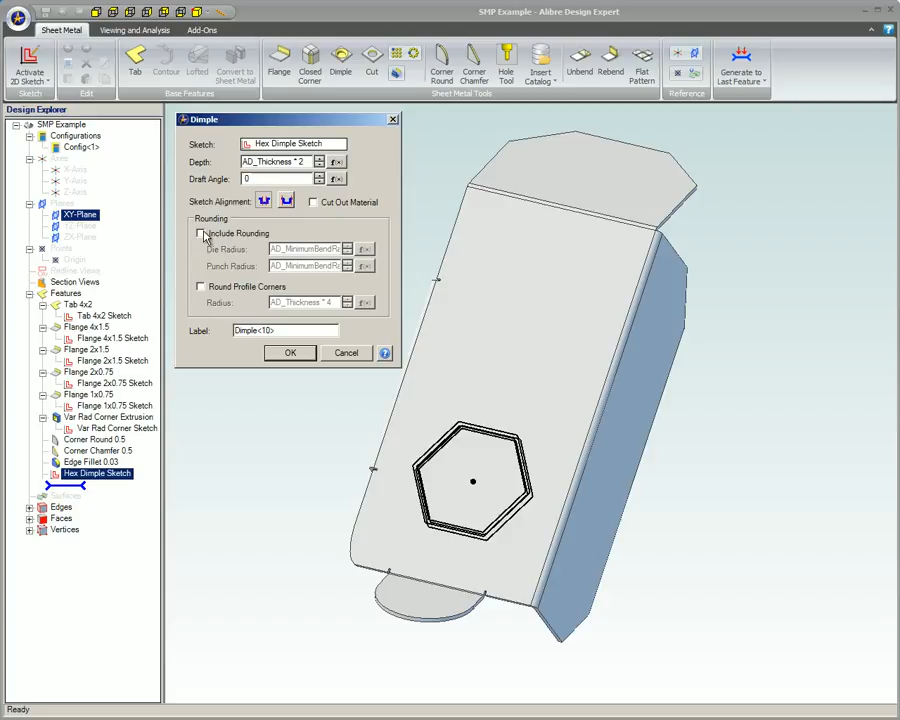 SMP Example - Alibre Design Expert
Sheet Metal
Viewing and Analysis
Add-Ons
Activate
2D Sketch
Tab
Contour
Lofted
Convert to
Sheet Metal
Flange
Closed
Corner
Dimple
Cut
Corner
Round
Corner
Chamfer
Hole
Tool
Insert
Catalog
Unbend
Rebend
Flat
Pattern
Generate to
Last Feature
Sketch
Edit
Base Features
Sheet Metal Tools
Reference
Design Explorer
SMP Example
Configurations
Config<1>
Axes
X-Axis
Y-Axis
Z-Axis
Planes
XY-Plane
YZ-Plane
ZX-Plane
Points
Origin
Redline Views
Section Views
Features
Tab 4x2
Tab 4x2 Sketch
Flange 4x1.5
Flange 4x1.5 Sketch
Flange 2x1.5
Flange 2x1.5 Sketch
Flange 2x0.75
Flange 2x0.75 Sketch
Flange 1x0.75
Flange 1x0.75 Sketch
Var Rad Corner Extrusion
Var Rad Corner Sketch
Corner Round 0.5
Corner Chamfer 0.5
Edge Fillet 0.03
Hex Dimple Sketch
Surfaces
Edges
Faces
Vertices
Dimple
Sketch: Hex Dimple Sketch
Depth: AD_Thickness * 2 f(x)
Draft Angle: 0 f(x)
Sketch Alignment: Cut Out Material
Rounding
Include Rounding
Die Radius: AD_MinimumBendRa f(x)
Punch Radius: AD_MinimumBendRa f(x)
Round Profile Corners
Radius: AD_Thickness * 4 f(x)
Label: Dimple<10>
OK Cancel ?
Ready